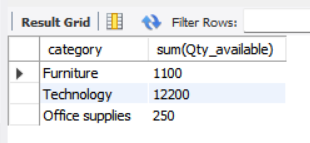 Result Grid Filter Rows:
category sum(Qty_available)
Furniture 1100
Technology 12200
Office supplies 250